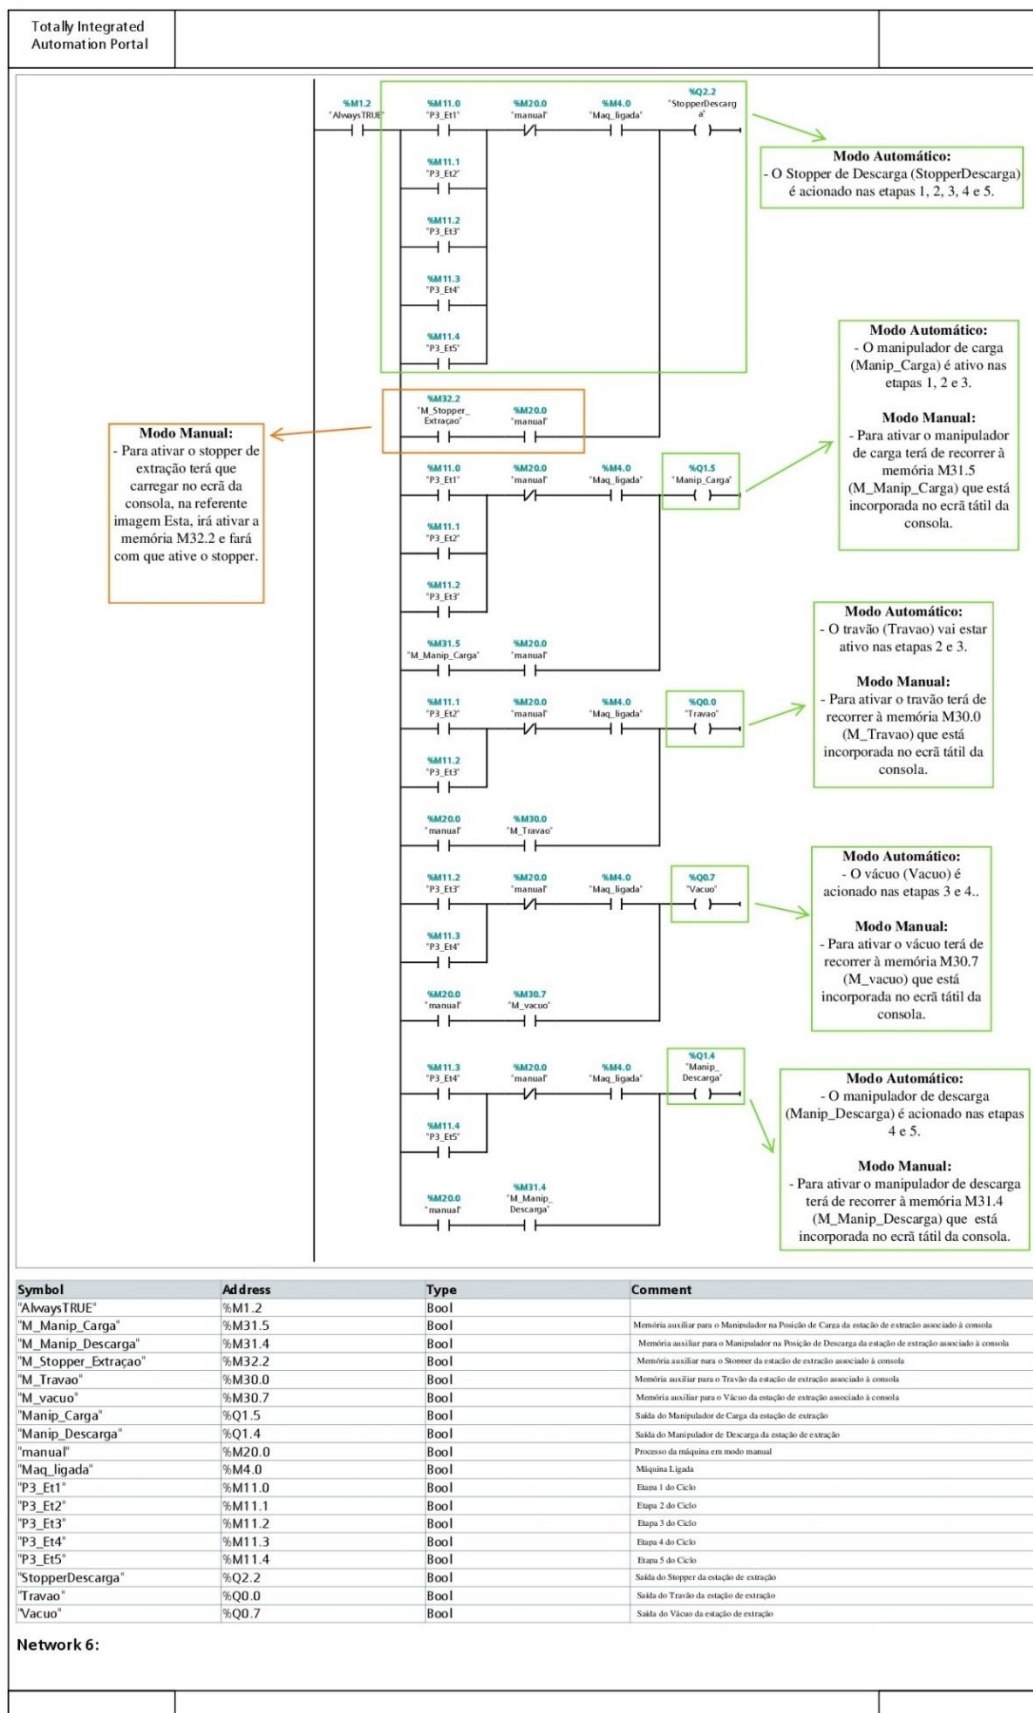 Totally Integrated
Automation Portal
%M1.2
"AlwaysTRUE"
%M11.0
"P3_Et1"
%M20.0
"manual"
%M4.0
"Maq_ligada"
%Q2.2
"StopperDescarg
a"
%M11.1
"P3_Et2"
%M11.2
"P3_Et3"
%M11.3
"P3_Et4"
%M11.4
"P3_Et5"
Modo Automático:
- O Stopper de Descarga (StopperDescarga)
é acionado nas etapas 1, 2, 3, 4 e 5.
%M32.2
"M_Stopper_
Extraçao"
%M20.0
"manual"
Modo Manual:
- Para ativar o stopper de
extração terá que
carregar no ecrã da
consola, na referente
imagem Esta, irá ativar a
memória M32.2 e fará
com que ative o stopper.
%M11.0
"P3_Et1"
%M20.0
"manual"
%M4.0
"Maq_ligada"
%Q1.5
"Manip_Carga"
%M11.1
"P3_Et2"
%M11.2
"P3_Et3"
%M31.5
"M_Manip_Carga"
%M20.0
"manual"
Modo Automático:
- O manipulador de carga
(Manip_Carga) é ativo nas
etapas 1, 2 e 3.
Modo Manual:
- Para ativar o manipulador
de carga terá de recorrer à
memória M31.5
(M_Manip_Carga) que está
incorporada no ecrã tátil da
consola.
%M11.1
"P3_Et2"
%M20.0
"manual"
%M4.0
"Maq_ligada"
%Q0.0
"Travao"
%M11.2
"P3_Et3"
%M20.0
"manual"
%M30.0
"M_Travao"
Modo Automático:
- O travão (Travao) vai estar
ativo nas etapas 2 e 3.
Modo Manual:
- Para ativar o travão terá de
recorrer à memória M30.0
(M_Travao) que está
incorporada no ecrã tátil da
consola.
%M11.2
"P3_Et3"
%M20.0
"manual"
%M4.0
"Maq_ligada"
%Q0.7
"Vacuo"
%M11.3
"P3_Et4"
%M20.0
"manual"
%M30.7
"M_vacuo"
Modo Automático:
- O vácuo (Vacuo) é
acionado nas etapas 3 e 4..
Modo Manual:
- Para ativar o vácuo terá de
recorrer à memória M30.7
(M_vacuo) que está
incorporada no ecrã tátil da
consola.
%M11.3
"P3_Et4"
%M20.0
"manual"
%M4.0
"Maq_ligada"
%Q1.4
"Manip_
Descarga"
%M11.4
"P3_Et5"
%M20.0
"manual"
%M31.4
"M_Manip_
Descarga"
Modo Automático:
- O manipulador de descarga
(Manip_Descarga) é acionado nas etapas
4 e 5.
Modo Manual:
- Para ativar o manipulador de descarga
terá de recorrer à memória M31.4
(M_Manip_Descarga) que está
incorporada no ecrã tátil da consola.
Symbol Address Type Comment
"AlwaysTRUE" %M1.2 Bool
"M_Manip_Carga" %M31.5 Bool Memória auxiliar para o Manipulador na Posição de Carga da estação de extração associado à consola
"M_Manip_Descarga" %M31.4 Bool Memória auxiliar para o Manipulador na Posição de Descarga da estação de extração associado à consola
"M_Stopper_Extraçao" %M32.2 Bool Memória auxiliar para o Stopper da estação de extração associado à consola
"M_Travao" %M30.0 Bool Memória auxiliar para o Travão da estação de extração associado à consola
"M_vacuo" %M30.7 Bool Memória auxiliar para o Vácuo da estação de extração associado à consola
"Manip_Carga" %Q1.5 Bool Saída do Manipulador de Carga da estação de extração
"Manip_Descarga" %Q1.4 Bool Saída do Manipulador de Descarga da estação de extração
"manual" %M20.0 Bool Processo da máquina em modo manual
"Maq_ligada" %M4.0 Bool Máquina Ligada
"P3_Et1" %M11.0 Bool Etapa 1 do Ciclo
"P3_Et2" %M11.1 Bool Etapa 2 do Ciclo
"P3_Et3" %M11.2 Bool Etapa 3 do Ciclo
"P3_Et4" %M11.3 Bool Etapa 4 do Ciclo
"P3_Et5" %M11.4 Bool Etapa 5 do Ciclo
"StopperDescarga" %Q2.2 Bool Saída do Stopper da estação de extração
"Travao" %Q0.0 Bool Saída do Travão da estação de extração
"Vacuo" %Q0.7 Bool Saída do Vácuo da estação de extração
Network 6: